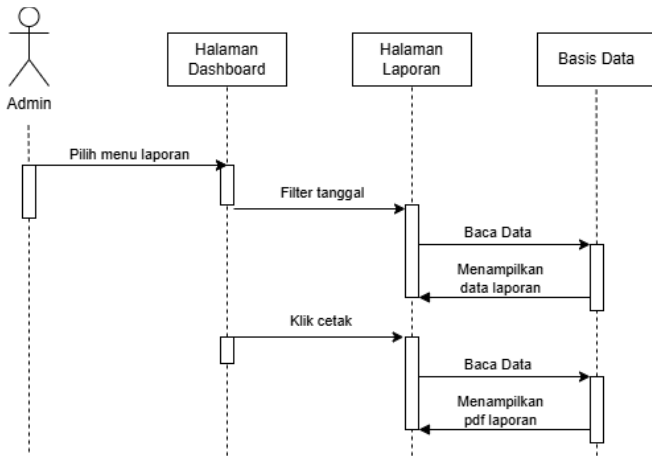 Halaman
Dashboard
Halaman
Laporan
Basis Data
Admin
Pilih menu laporan
Filter tanggal
Baca Data
Menampilkan
data laporan
Klik cetak
Baca Data
Menampilkan
pdf laporan